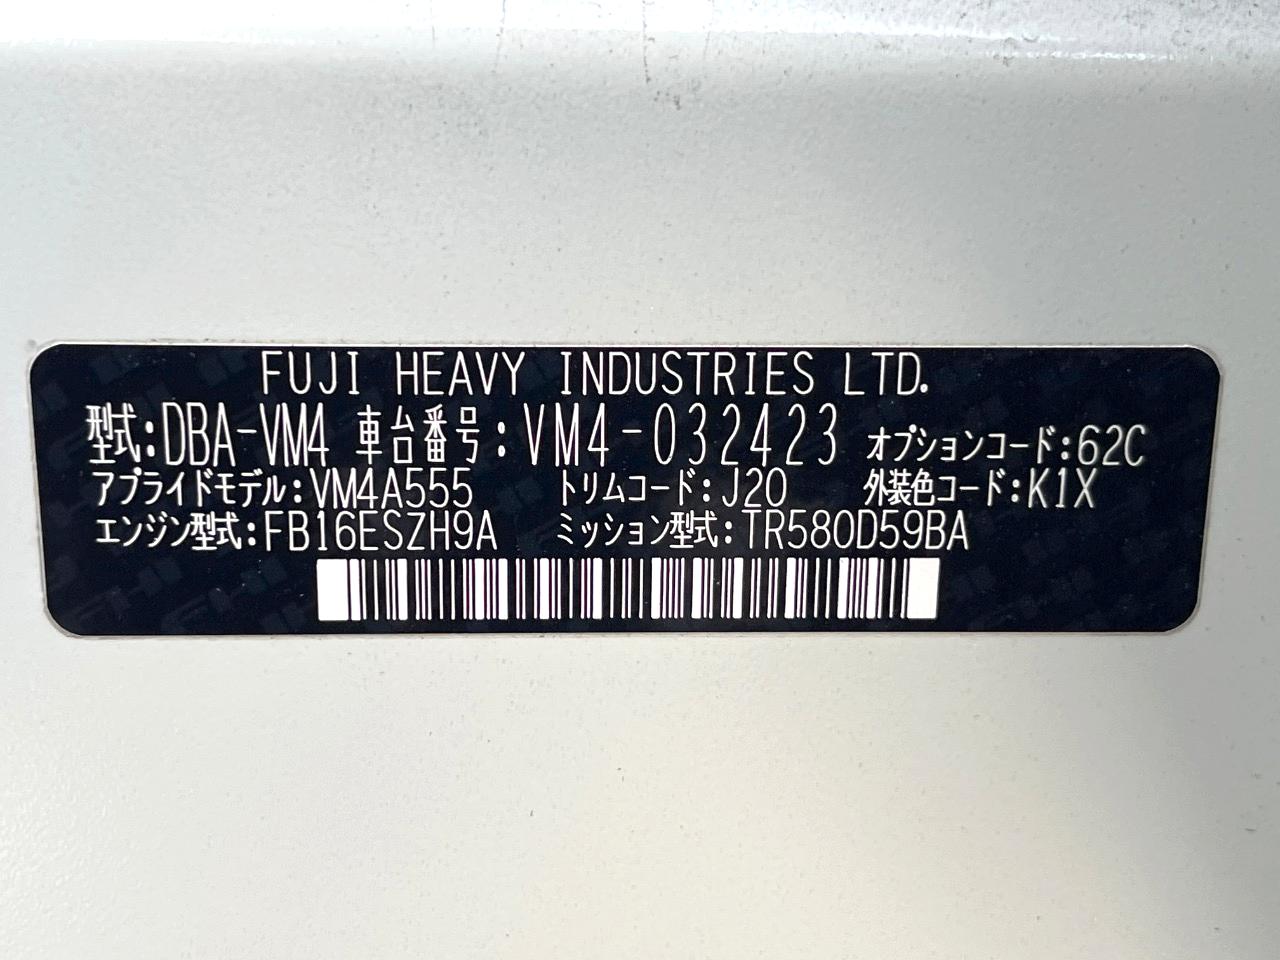 FUJI HEAVY INDUSTRIES LTD.
型式:DBA-VM4 車台番号:VM4-032423 オプションコード:62C
アプライドモデル:VM4A555 トリムコード:J20 外装色コード:K1X
エンジン型式:FB16ESZH9A ミッション型式:TR580D59BA